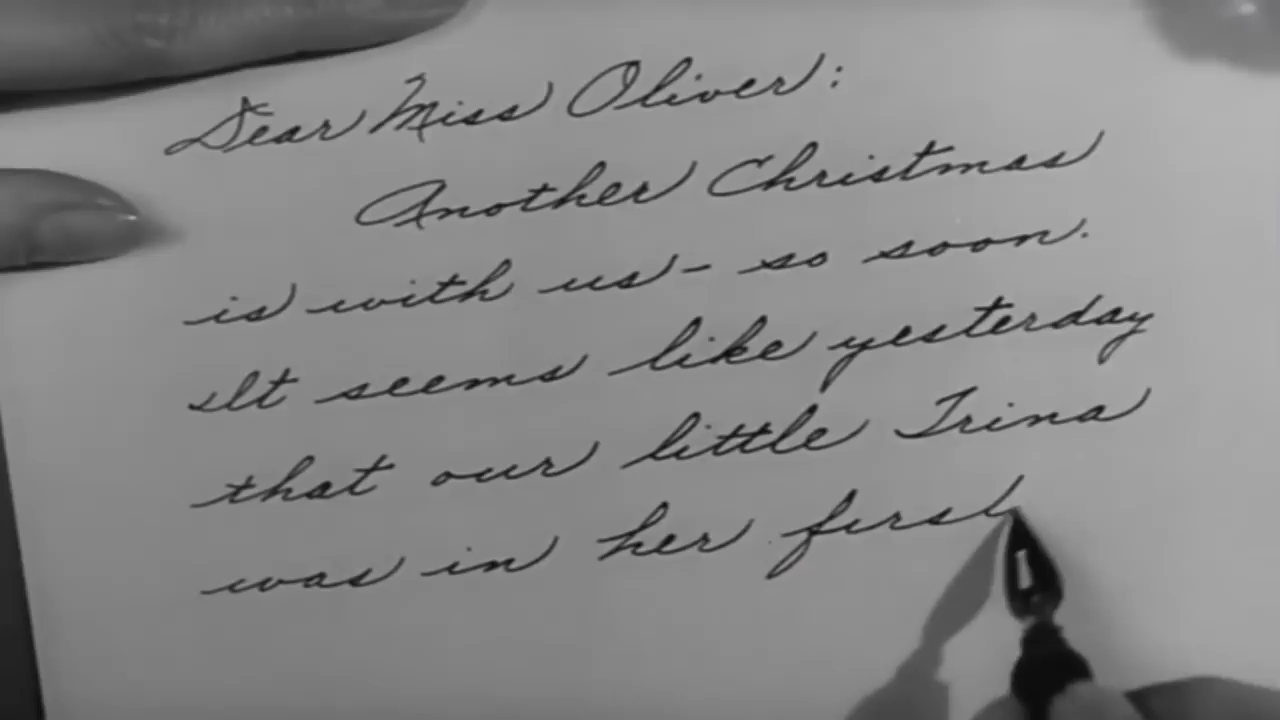 Dear Miss Oliver:
Another Christmas
is with us- so soon.
It seems like yesterday
that our little Trina
was in her first